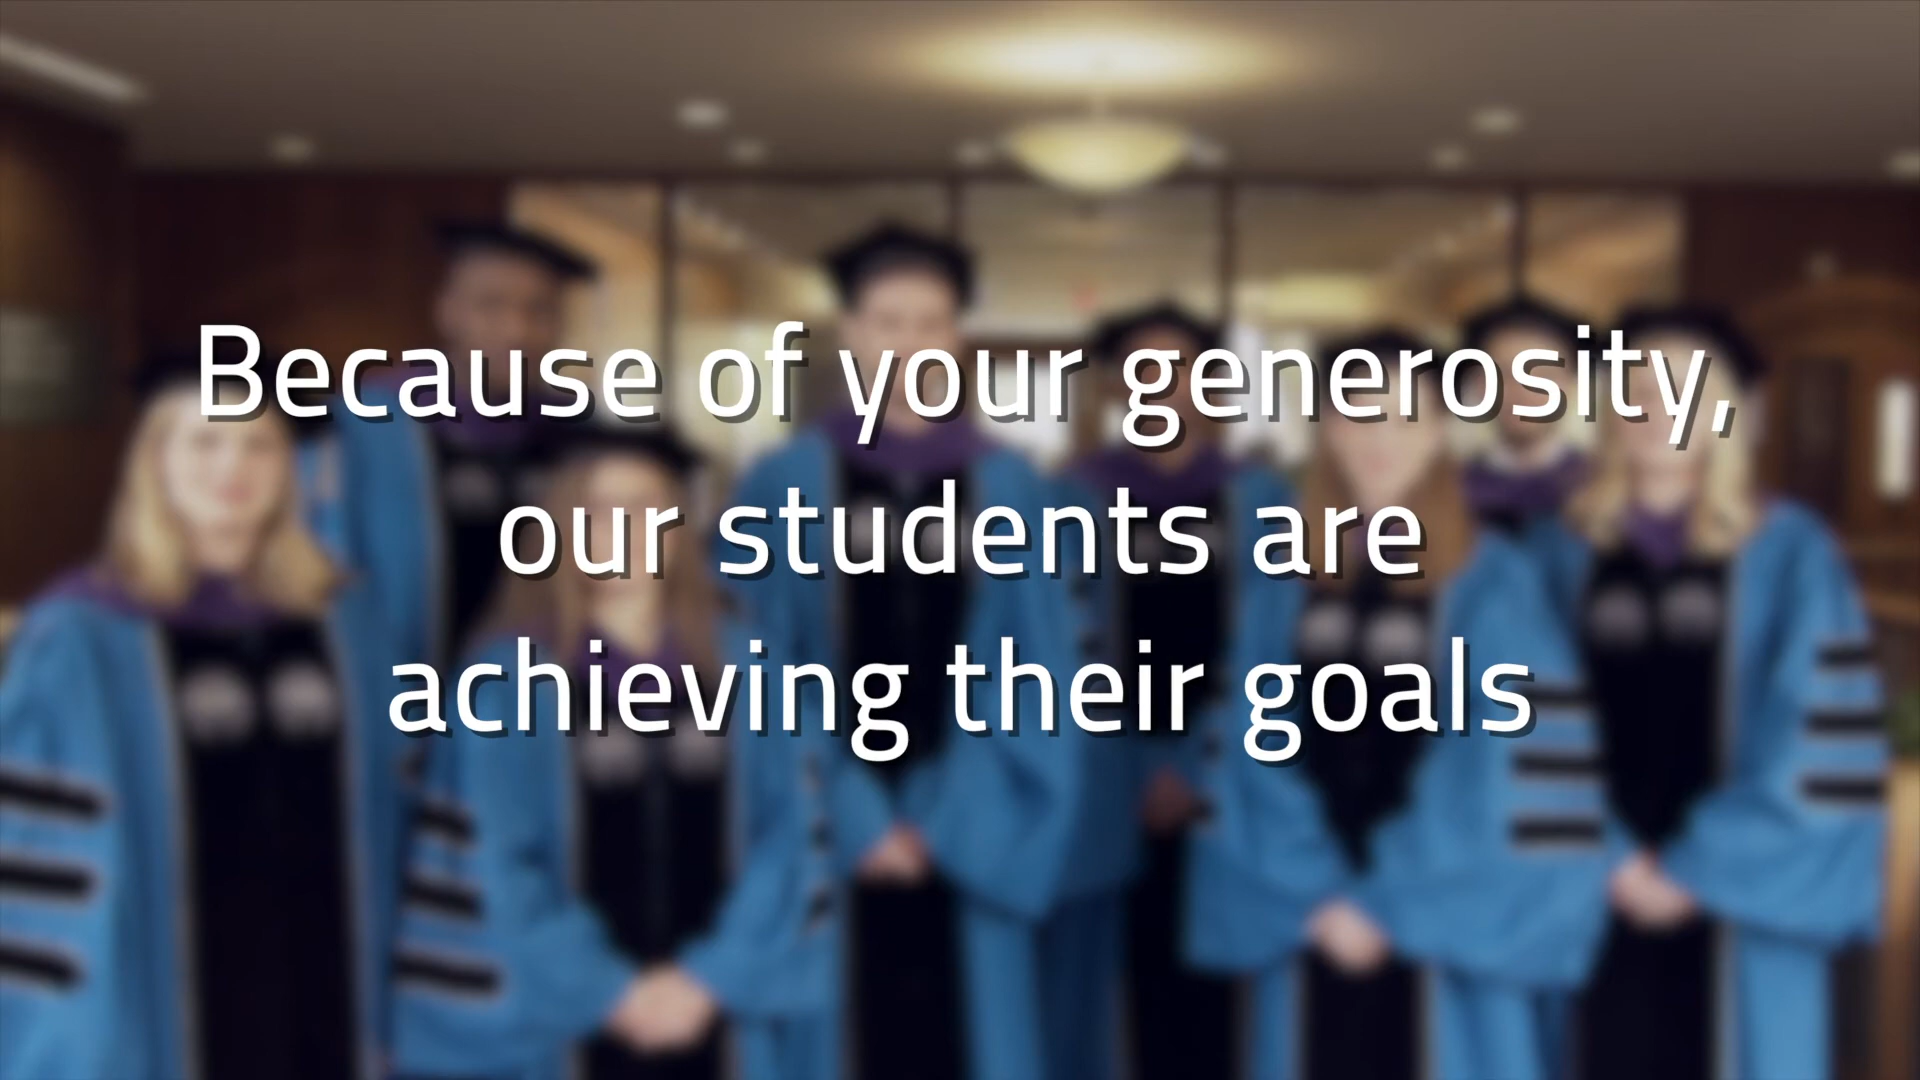 Because of your generosity,
our students are
achieving their goals